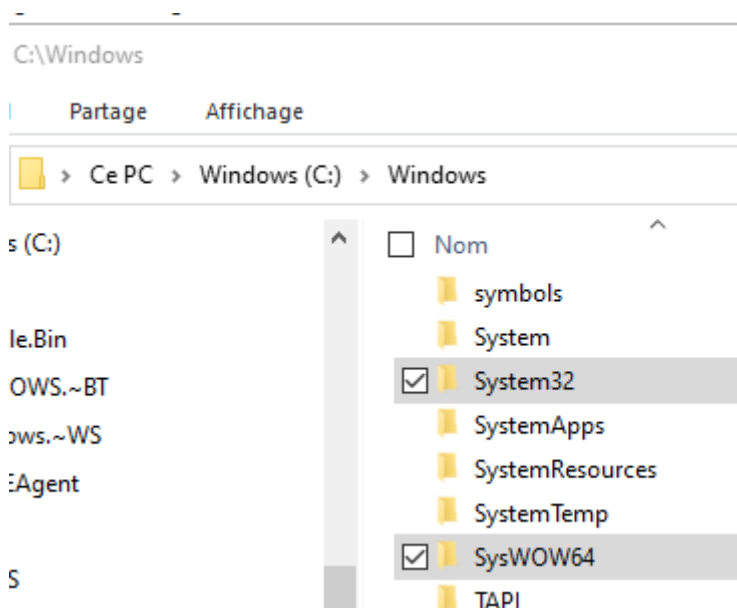 C:\Windows
Partage Affichage
Ce PC > Windows (C:) > Windows
s (C:)
le.Bin
OWS.~BT
ows.~WS
EAgent
S
Nom
symbols
System
System32
SystemApps
SystemResources
SystemTemp
SysWOW64
TAPI